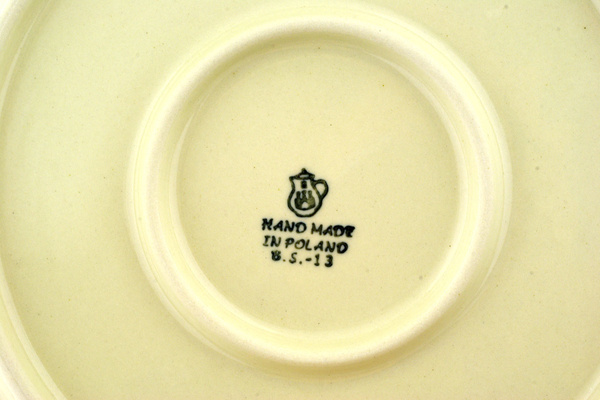 HAND MADE
IN POLAND
B.S.-13